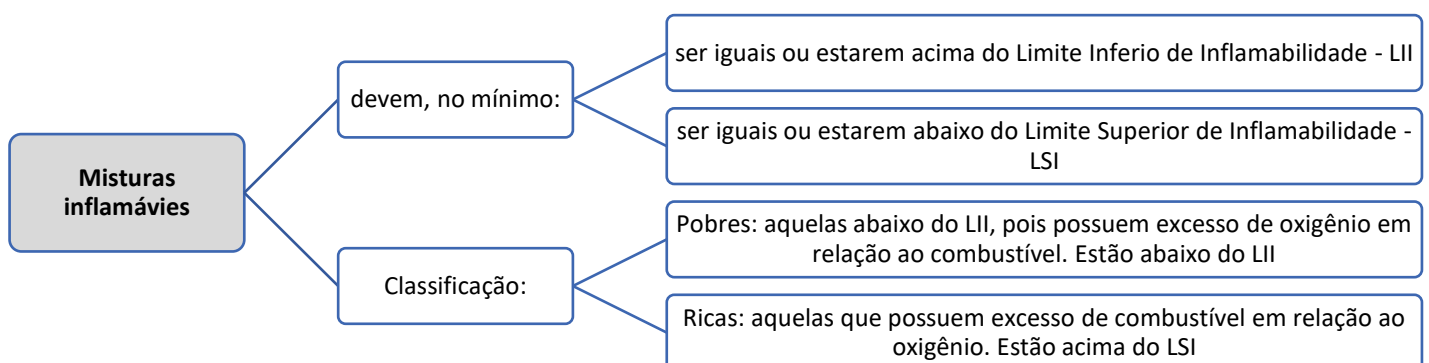 Misturas
inflamávies
devem, no mínimo:
ser iguais ou estarem acima do Limite Inferio de Inflamabilidade - LII
ser iguais ou estarem abaixo do Limite Superior de Inflamabilidade -
LSI
Classificação:
Pobres: aquelas abaixo do LII, pois possuem excesso de oxigênio em
relação ao combustível. Estão abaixo do LII
Ricas: aquelas que possuem excesso de combustível em relação ao
oxigênio. Estão acima do LSI